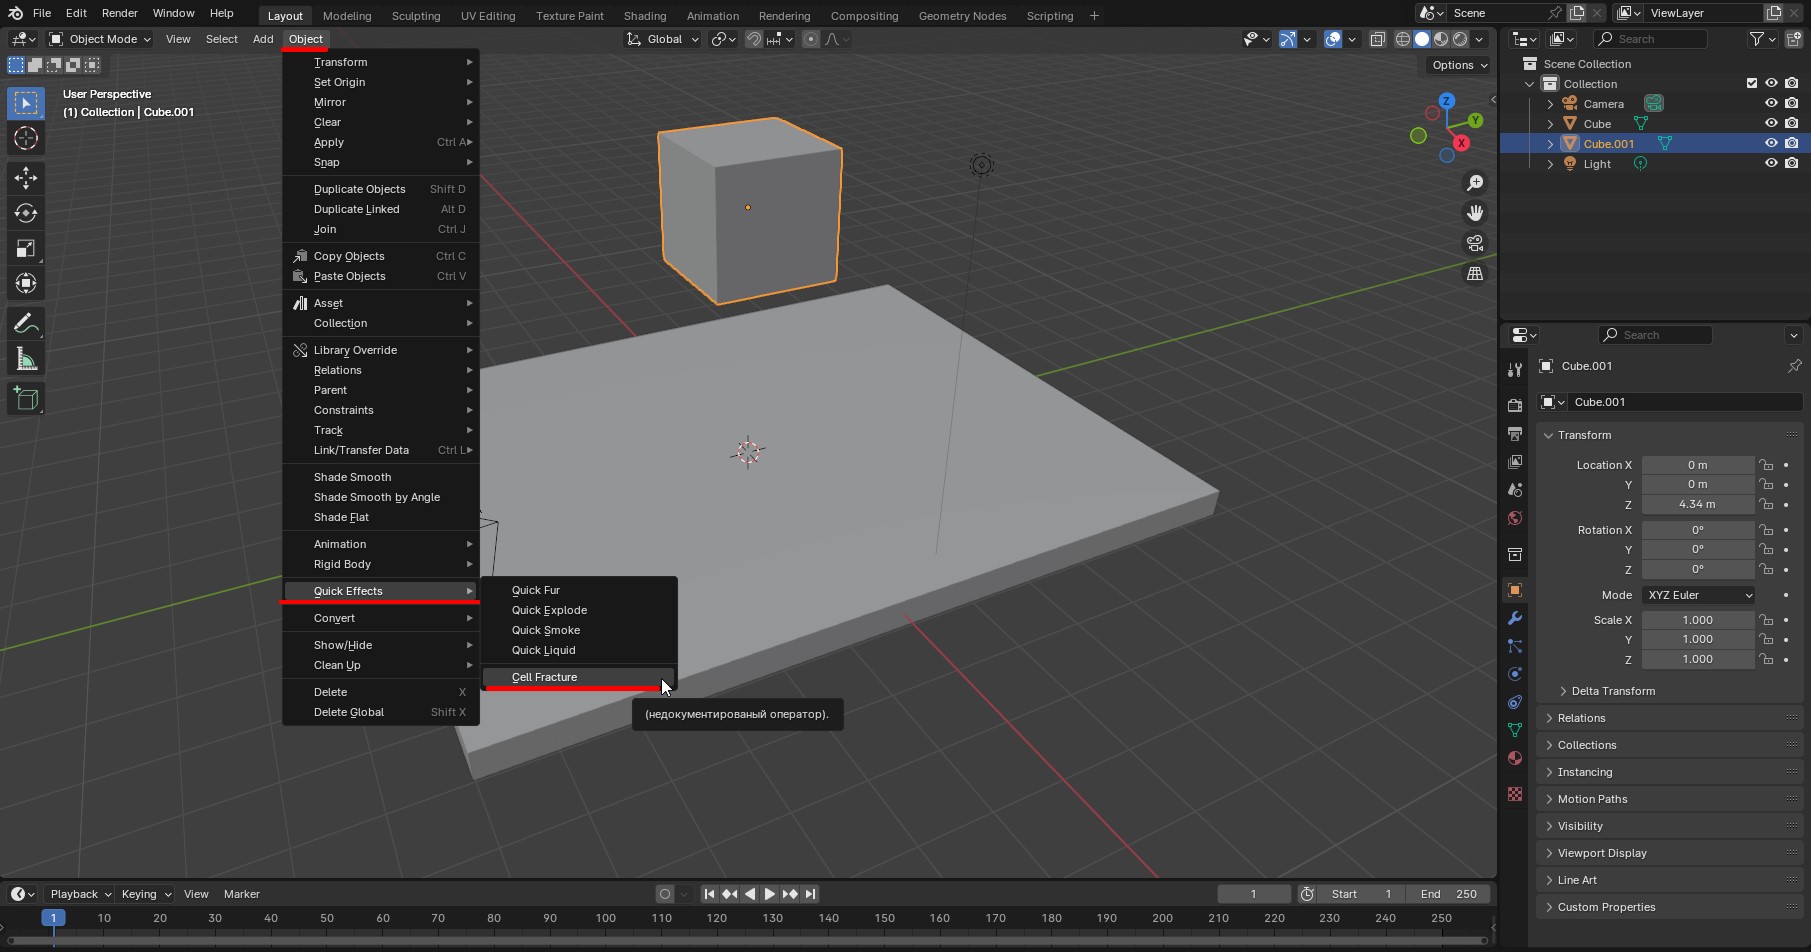 File Edit Render Window Help Layout Modeling Sculpting UV Editing Texture Paint Shading Animation Rendering Compositing Geometry Nodes Scripting + Scene ViewLayer
Object Mode View Select Add Object Global Search
Options
User Perspective
(1) Collection | Cube.001
Transform
Set Origin
Mirror
Clear
Apply Ctrl A
Snap
Duplicate Objects Shift D
Duplicate Linked Alt D
Join Ctrl J
Copy Objects Ctrl C
Paste Objects Ctrl V
Asset
Collection
Library Override
Relations
Parent
Constraints
Track
Link/Transfer Data Ctrl L
Shade Smooth
Shade Smooth by Angle
Shade Flat
Animation
Rigid Body
Quick Effects
Convert
Show/Hide
Clean Up
Delete X
Delete Global Shift X
Quick Fur
Quick Explode
Quick Smoke
Quick Liquid
Cell Fracture
(недокументированый оператор).
Z
Y
X
Scene Collection
Collection
Camera
Cube
Cube.001
Light
Search
Cube.001
Cube.001
Transform
Location X 0 m
Y 0 m
Z 4.34 m
Rotation X 0°
Y 0°
Z 0°
Mode XYZ Euler
Scale X 1.000
Y 1.000
Z 1.000
Delta Transform
Relations
Collections
Instancing
Motion Paths
Visibility
Viewport Display
Line Art
Custom Properties
Playback Keying View Marker 1 Start 1 End 250
1 10 20 30 40 50 60 70 80 90 100 110 120 130 140 150 160 170 180 190 200 210 220 230 240 250